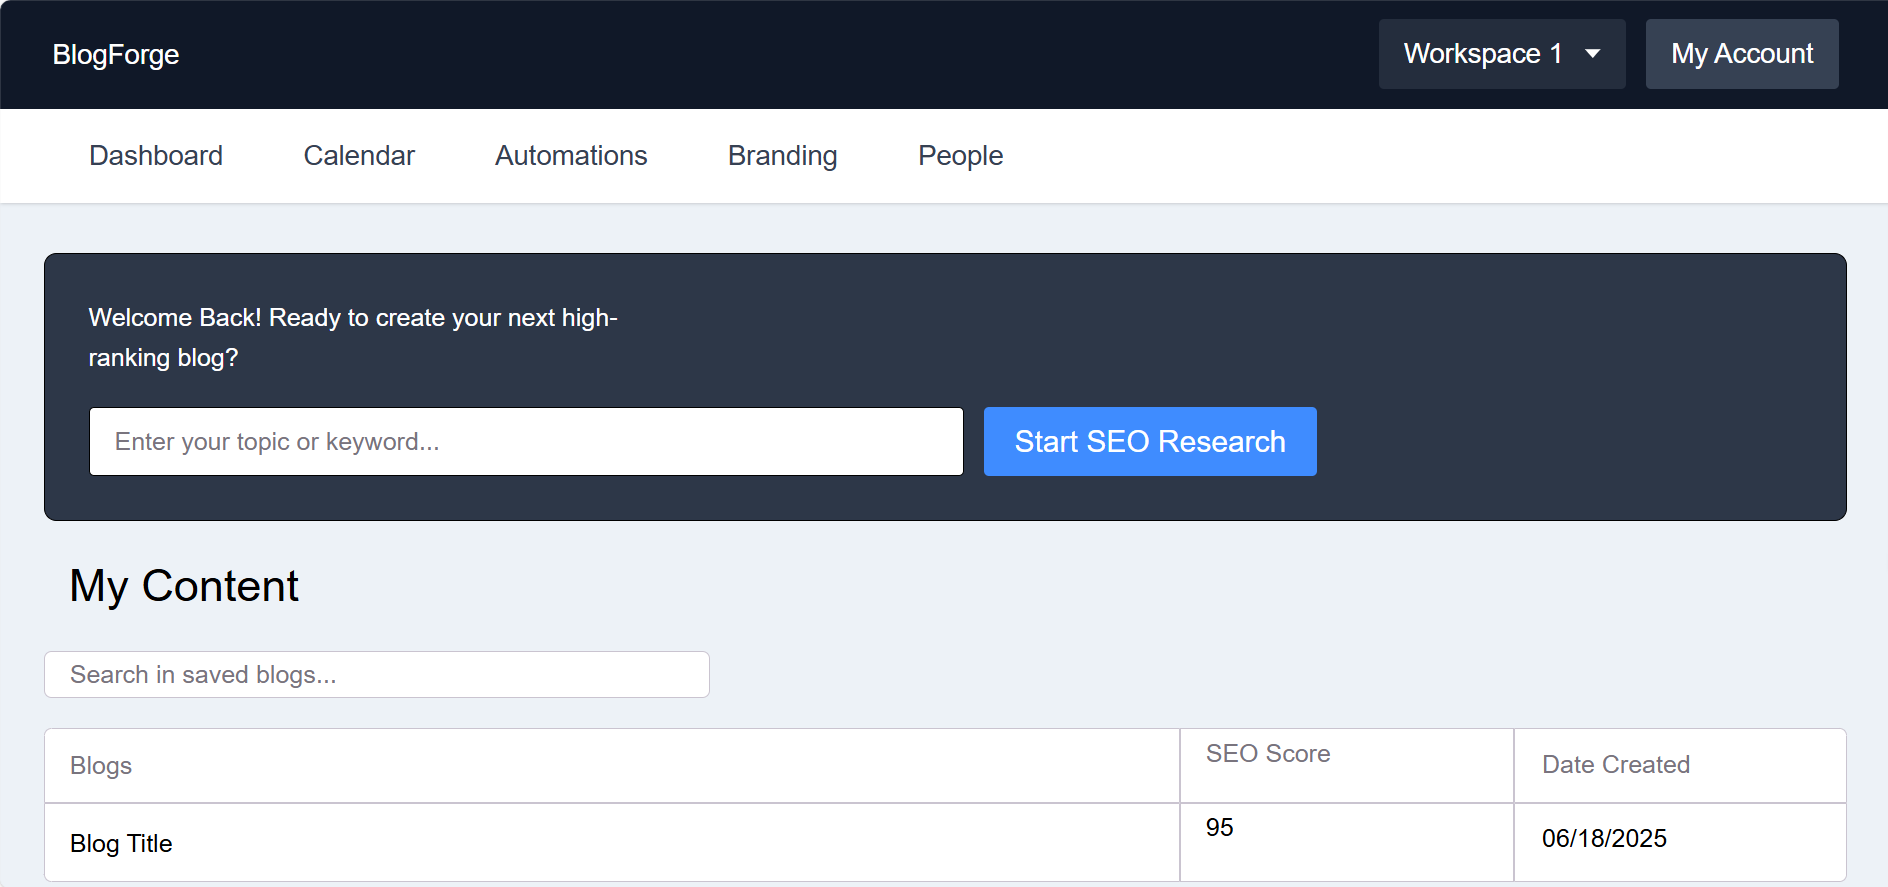 BlogForge
Workspace 1
My Account
Dashboard
Calendar
Automations
Branding
People
Welcome Back! Ready to create your next high-
ranking blog?
Enter your topic or keyword...
Start SEO Research
My Content
Search in saved blogs...
Blogs
SEO Score
Date Created
Blog Title
95
06/18/2025